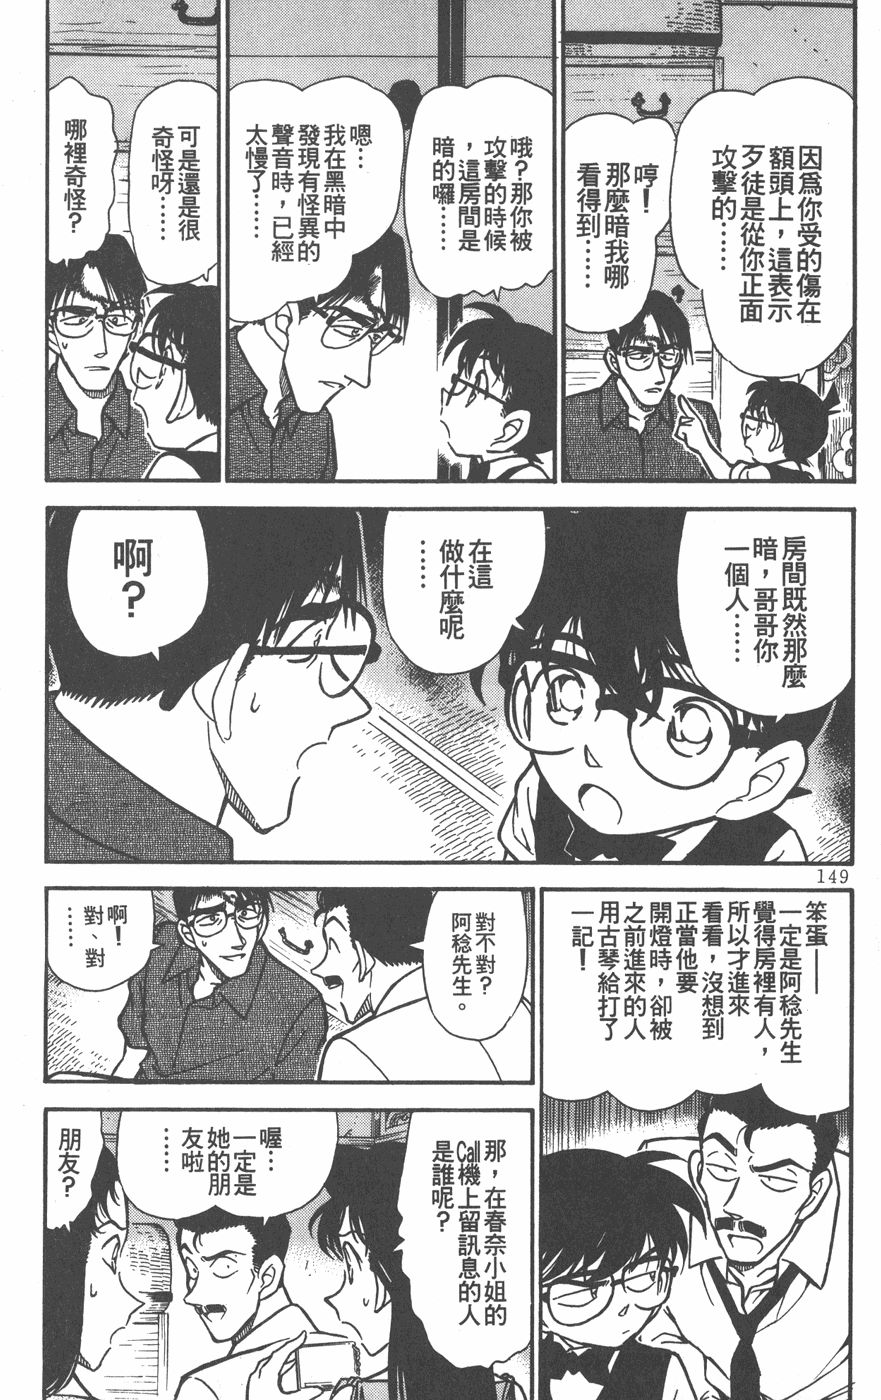 因爲你受的傷在
額頭上，這表示
歹徒是從你正面
攻擊的……
哼！
那麼暗我哪
看得到……
哦？那你被
攻擊的時候
，這房間是
暗的囉……
嗯…
我在黑暗中
發現有怪異的
聲音時，已經
太慢了……
可是還是很
奇怪呀……
哪裡奇怪？
房間既然那麼
暗，哥哥你
一個人……
在這
做什麼呢
……
啊？
149
笨蛋——
一定是阿稔先生
覺得房裡有人，
所以才進來
看看，沒想到
正當他要
開燈時，卻被
之前進來的人
用古琴給打了
一記！
對不對？
阿稔先生。
啊！
對、對
……
那，在春奈小姐的
Call機上留訊息的人
是誰呢？
喔…
一定是
她的朋
友啦
朋友？